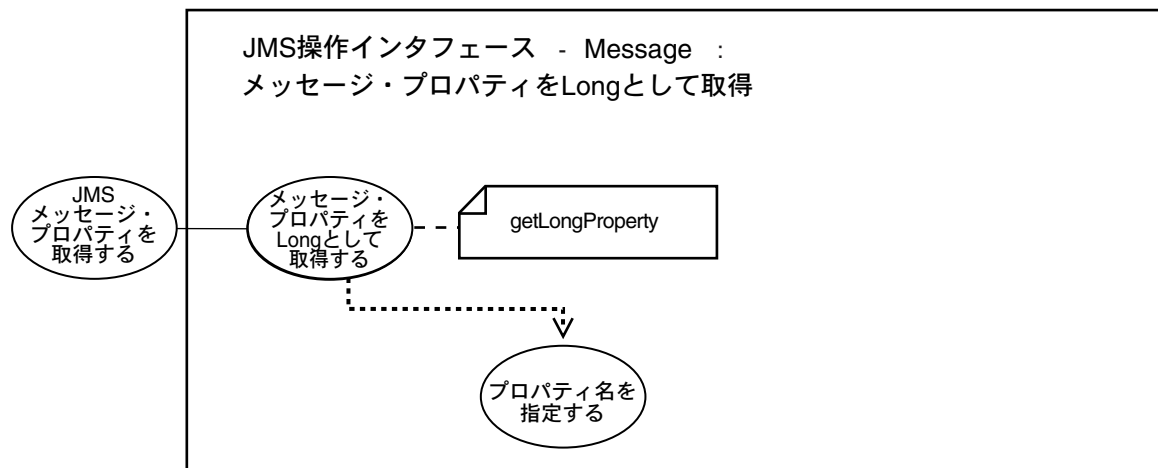 JMS操作インタフェース - Message :
メッセージ・プロパティをLongとして取得
JMS
メッセージ・
プロパティを
取得する
メッセージ・
プロパティを
Longとして
取得する
getLongProperty
プロパティ名を
指定する